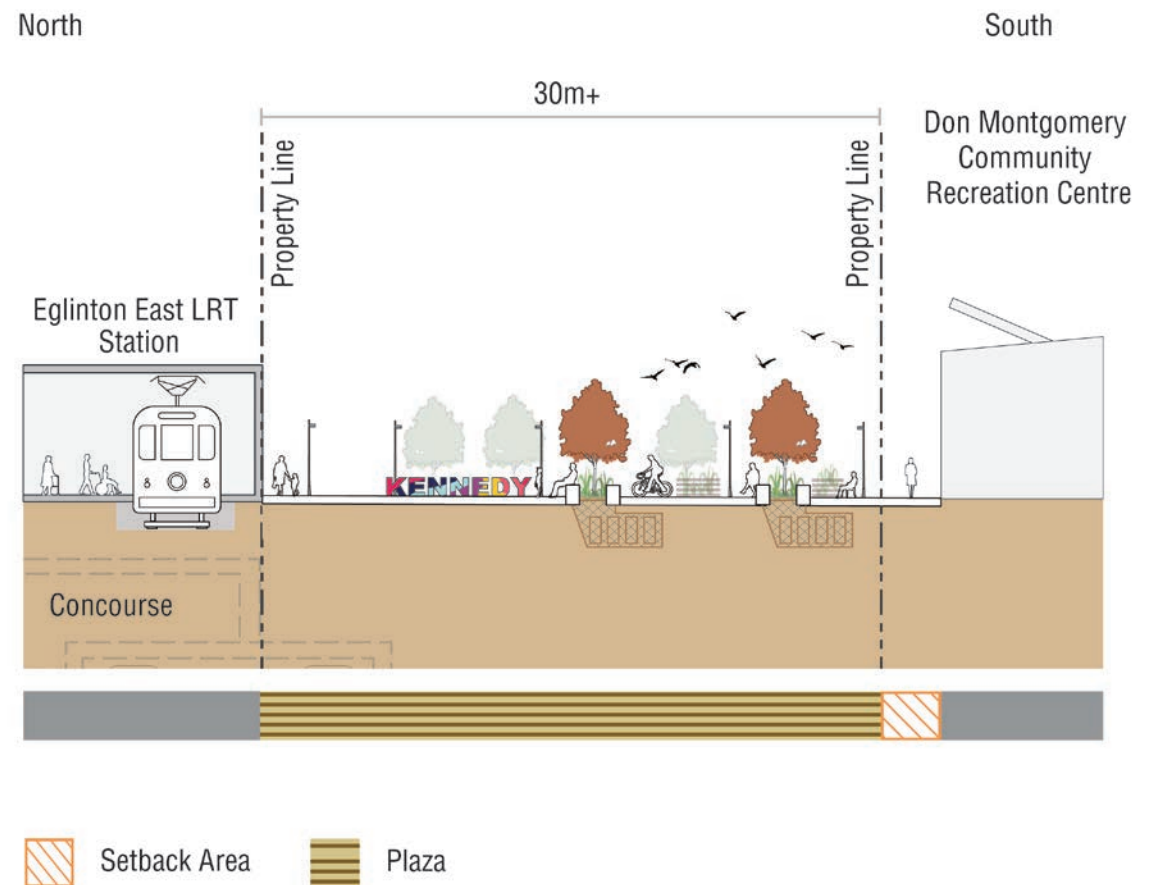 North
South
30m+
Don Montgomery
Community
Recreation Centre
Property Line
Property Line
Eglinton East LRT
Station
KENNEDY
Concourse
Setback Area
Plaza